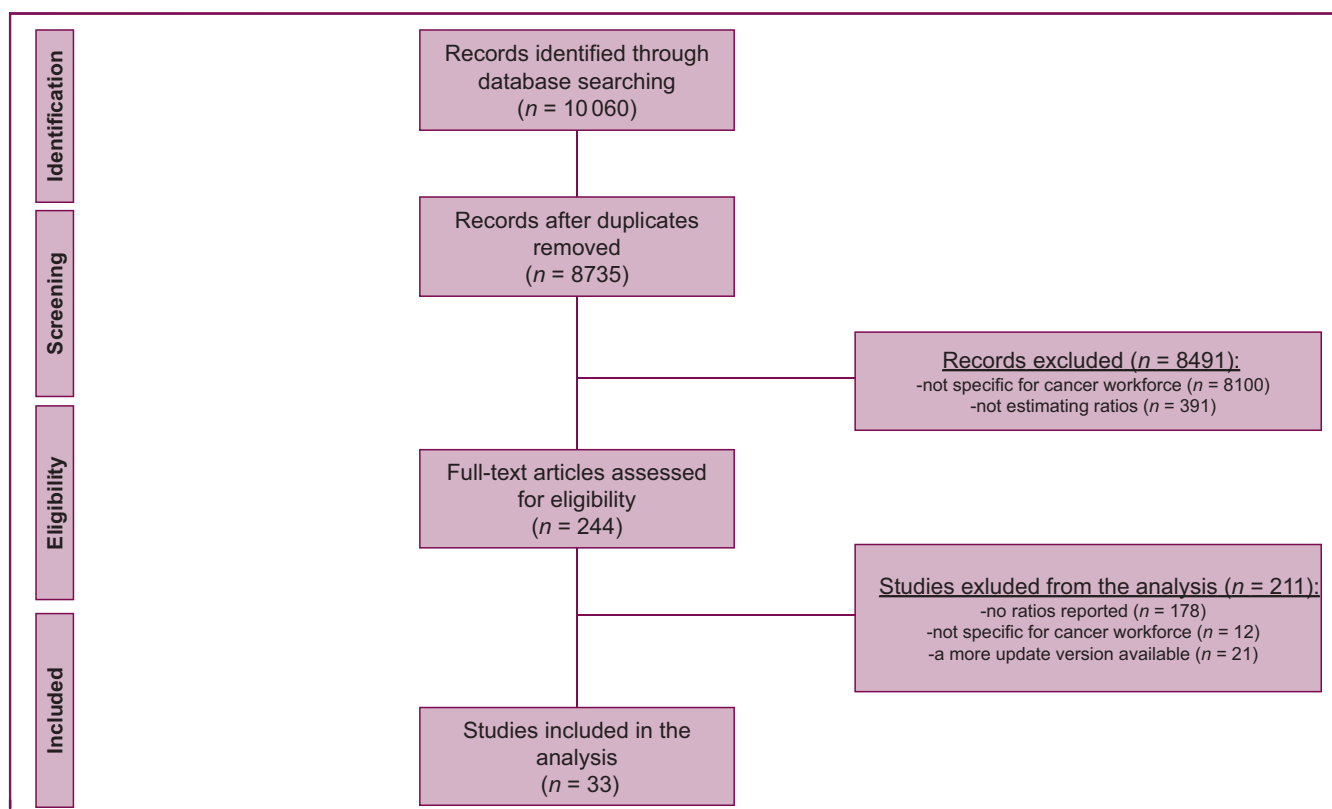 Identification
Records identified through
database searching
(n = 10 060)
Screening
Records after duplicates
removed
(n = 8735)
Records excluded (n = 8491):
-not specific for cancer workforce (n = 8100)
-not estimating ratios (n = 391)
Eligibility
Full-text articles assessed
for eligibility
(n = 244)
Studies exluded from the analysis (n = 211):
-no ratios reported (n = 178)
-not specific for cancer workforce (n = 12)
-a more update version available (n = 21)
Included
Studies included in the
analysis
(n = 33)